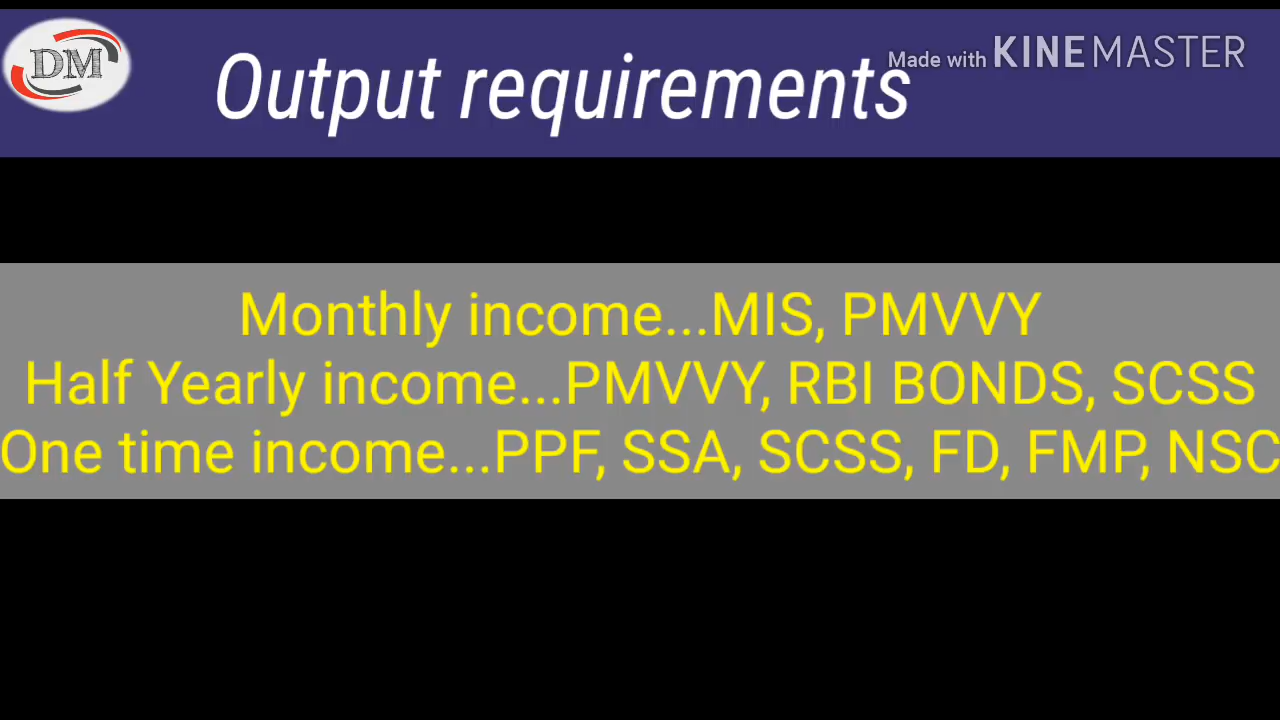 DM
Output requirements
Made with KINEMASTER
Monthly income...MIS, PMVVY
Half Yearly income...PMVVY, RBI BONDS, SCSS
One time income...PPF, SSA, SCSS, FD, FMP, NSC